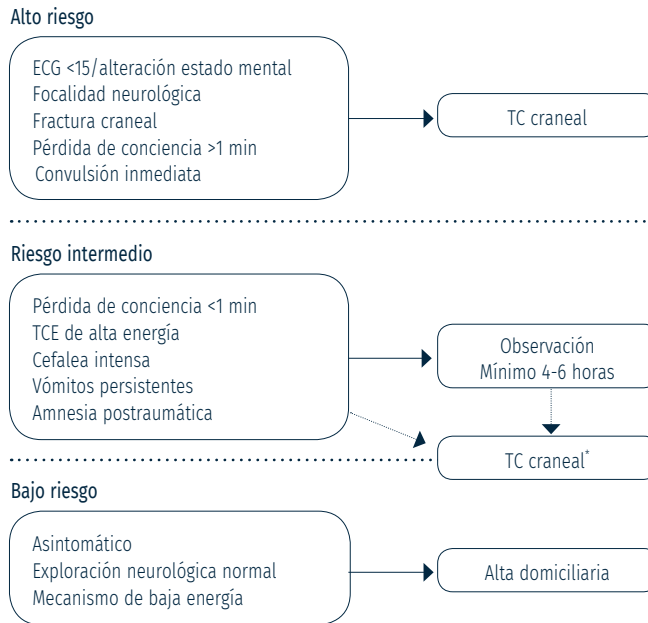 Alto riesgo
ECG <15/alteración estado mental
Focalidad neurológica
Fractura craneal
Pérdida de conciencia >1 min
Convulsión inmediata
TC craneal
Riesgo intermedio
Pérdida de conciencia <1 min
TCE de alta energía
Cefalea intensa
Vómitos persistentes
Amnesia postraumática
Observación
Mínimo 4-6 horas
TC craneal*
Bajo riesgo
Asintomático
Exploración neurológica normal
Mecanismo de baja energía
Alta domiciliaria